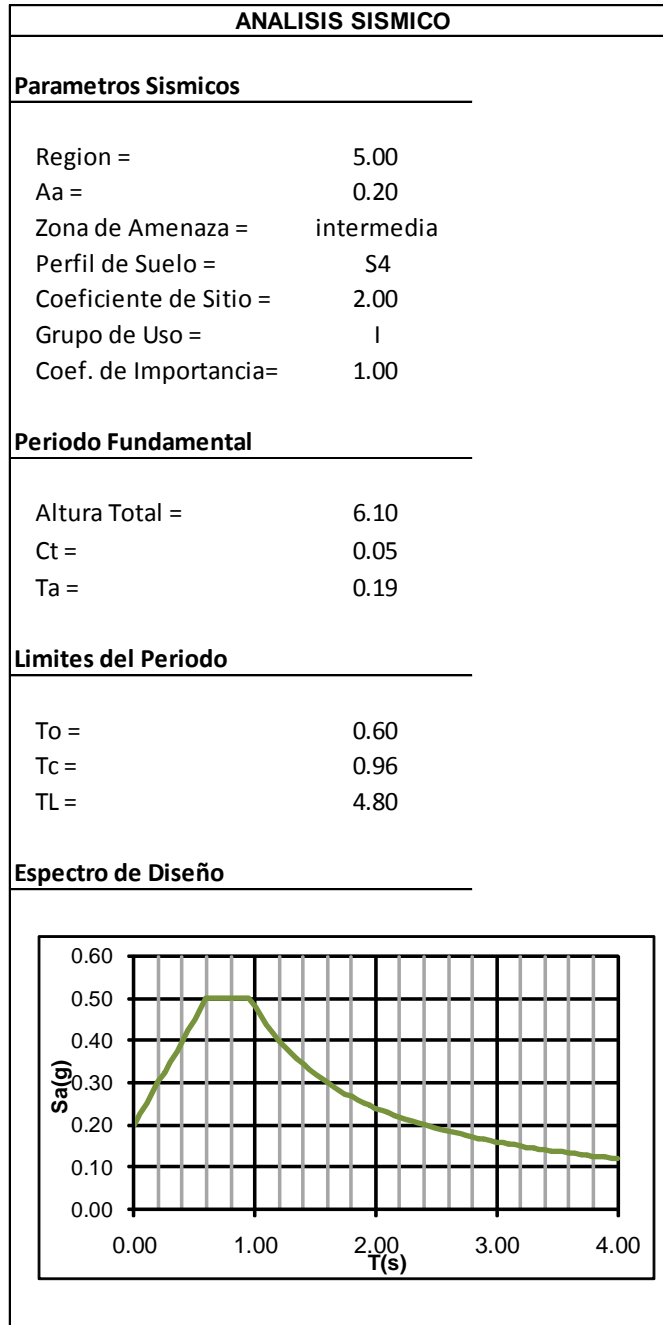 ANALISIS SISMICO
Parametros Sismicos
Region = 5.00
Aa = 0.20
Zona de Amenaza = intermedia
Perfil de Suelo = S4
Coeficiente de Sitio = 2.00
Grupo de Uso = I
Coef. de Importancia= 1.00
Periodo Fundamental
Altura Total = 6.10
Ct = 0.05
Ta = 0.19
Limites del Periodo
To = 0.60
Tc = 0.96
TL = 4.80
Espectro de Diseño
0.60
0.50
0.40
0.30
0.20
0.10
0.00
Sa(g)
0.00 1.00 2.00 3.00 4.00
T(s)